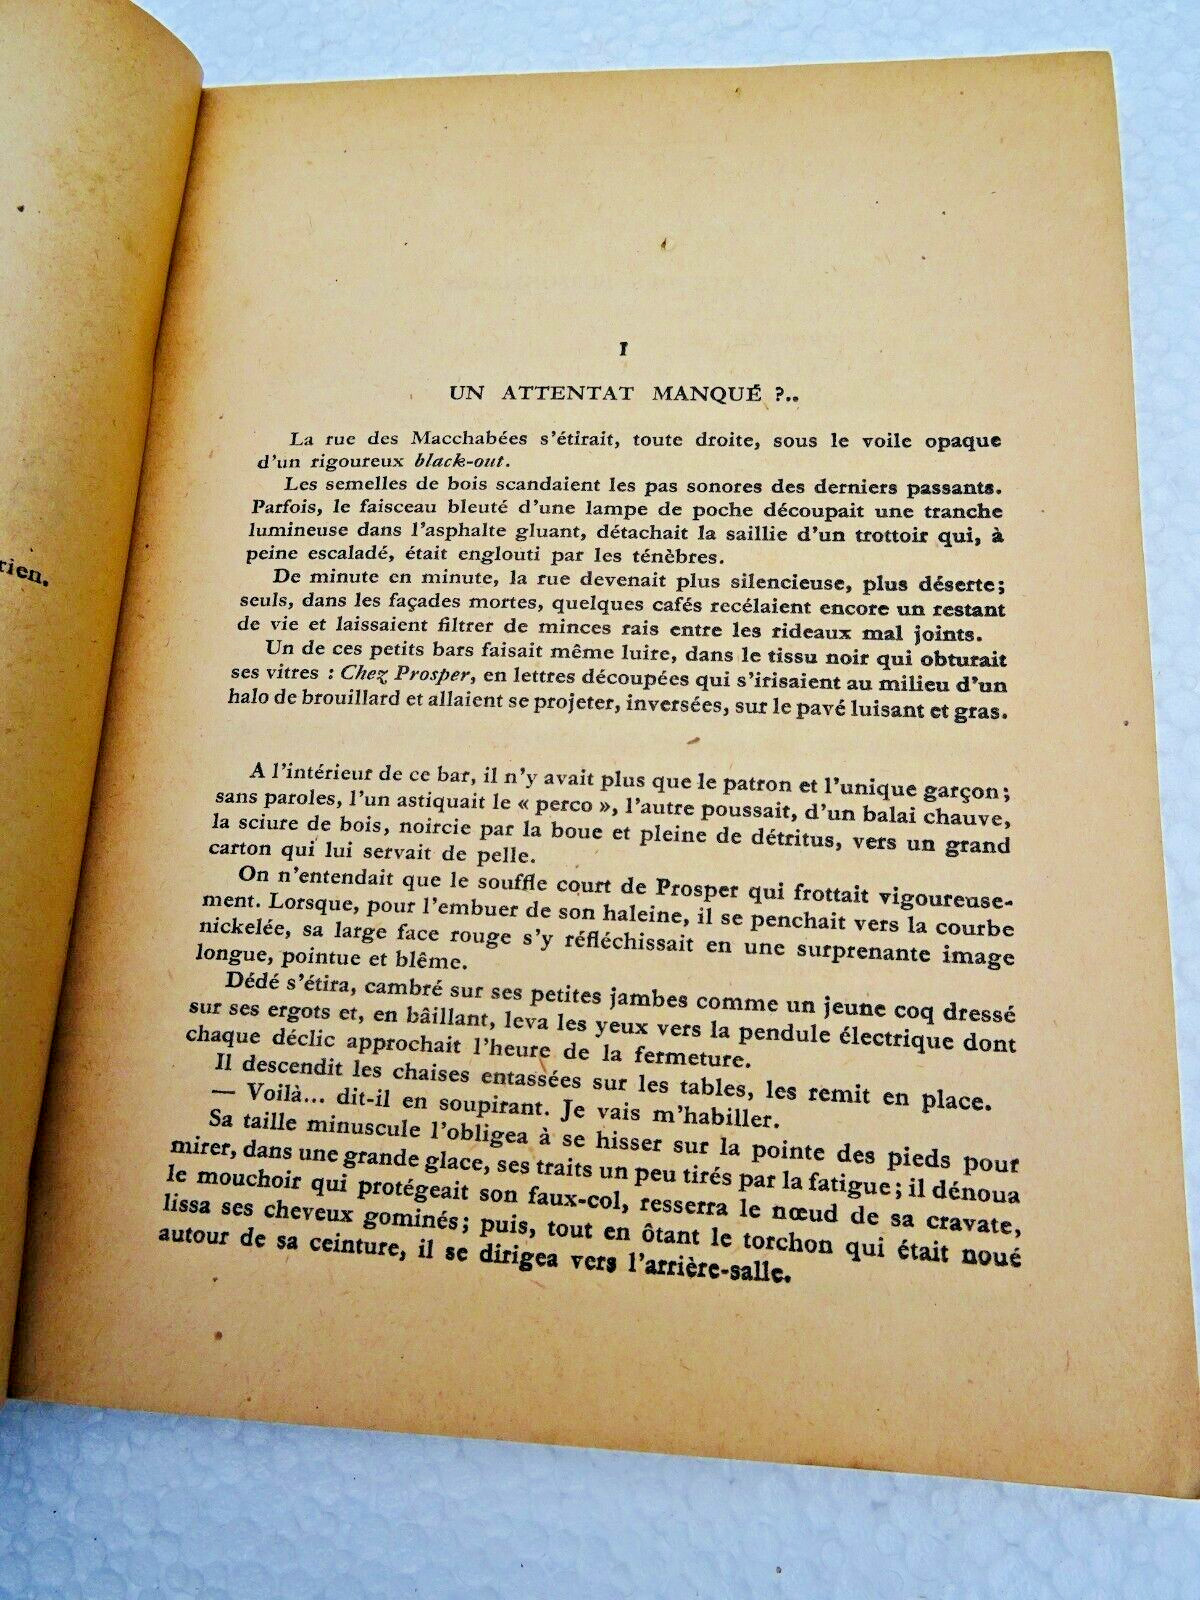 rien.
I
UN ATTENTAT MANQUÉ ?..
La rue des Macchabées s'étirait, toute droite, sous le voile opaque
d'un rigoureux black-out.
Les semelles de bois scandaient les pas sonores des derniers passants.
Parfois, le faisceau bleuté d'une lampe de poche découpait une tranche
lumineuse dans l'asphalte gluant, détachait la saillie d'un trottoir qui, à
peine escaladé, était englouti par les ténèbres.
De minute en minute, la rue devenait plus silencieuse, plus déserte;
seuls, dans les façades mortes, quelques cafés recélaient encore un restant
de vie et laissaient filtrer de minces rais entre les rideaux mal joints.
Un de ces petits bars faisait même luire, dans le tissu noir qui obturait
ses vitres : Chez Prosper, en lettres découpées qui s'irisaient au milieu d'un
halo de brouillard et allaient se projeter, inversées, sur le pavé luisant et gras.
A l'intérieur de ce bar, il n'y avait plus que le patron et l'unique garçon;
sans paroles, l'un astiquait le « perco », l'autre poussait, d'un balai chauve,
la sciure de bois, noircie par la boue et pleine de détritus, vers un grand
carton qui lui servait de pelle.
On n'entendait que le souffle court de Prosper qui frottait vigoureuse-
ment. Lorsque, pour l'embuer de son haleine, il se penchait vers la courbe
nickelée, sa large face rouge s'y réfléchissait en une surprenante image
longue, pointue et blême.
Dédé s'étira, cambré sur ses petites jambes comme un jeune coq dressé
sur ses ergots et, en bâillant, leva les yeux vers la pendule électrique dont
chaque déclic approchait l'heure de la fermeture.
Il descendit les chaises entassées sur les tables, les remit en place.
— Voilà... dit-il en soupirant. Je vais m'habiller.
Sa taille minuscule l'obligea à se hisser sur la pointe des pieds pour
mirer, dans une grande glace, ses traits un peu tirés par la fatigue; il dénoua
le mouchoir qui protégeait son faux-col, resserra le nœud de sa cravate,
lissa ses cheveux gominés; puis, tout en ôtant le torchon qui était noué
autour de sa ceinture, il se dirigea vers l'arrière-salle.